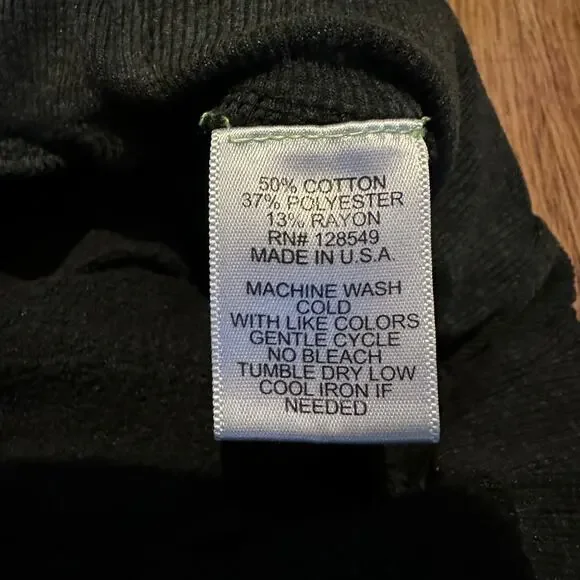 50% COTTON
37% POLYESTER
13% RAYON
RN# 128549
MADE IN U.S.A.
MACHINE WASH
COLD
WITH LIKE COLORS
GENTLE CYCLE
NO BLEACH
TUMBLE DRY LOW
COOL IRON IF
NEEDED